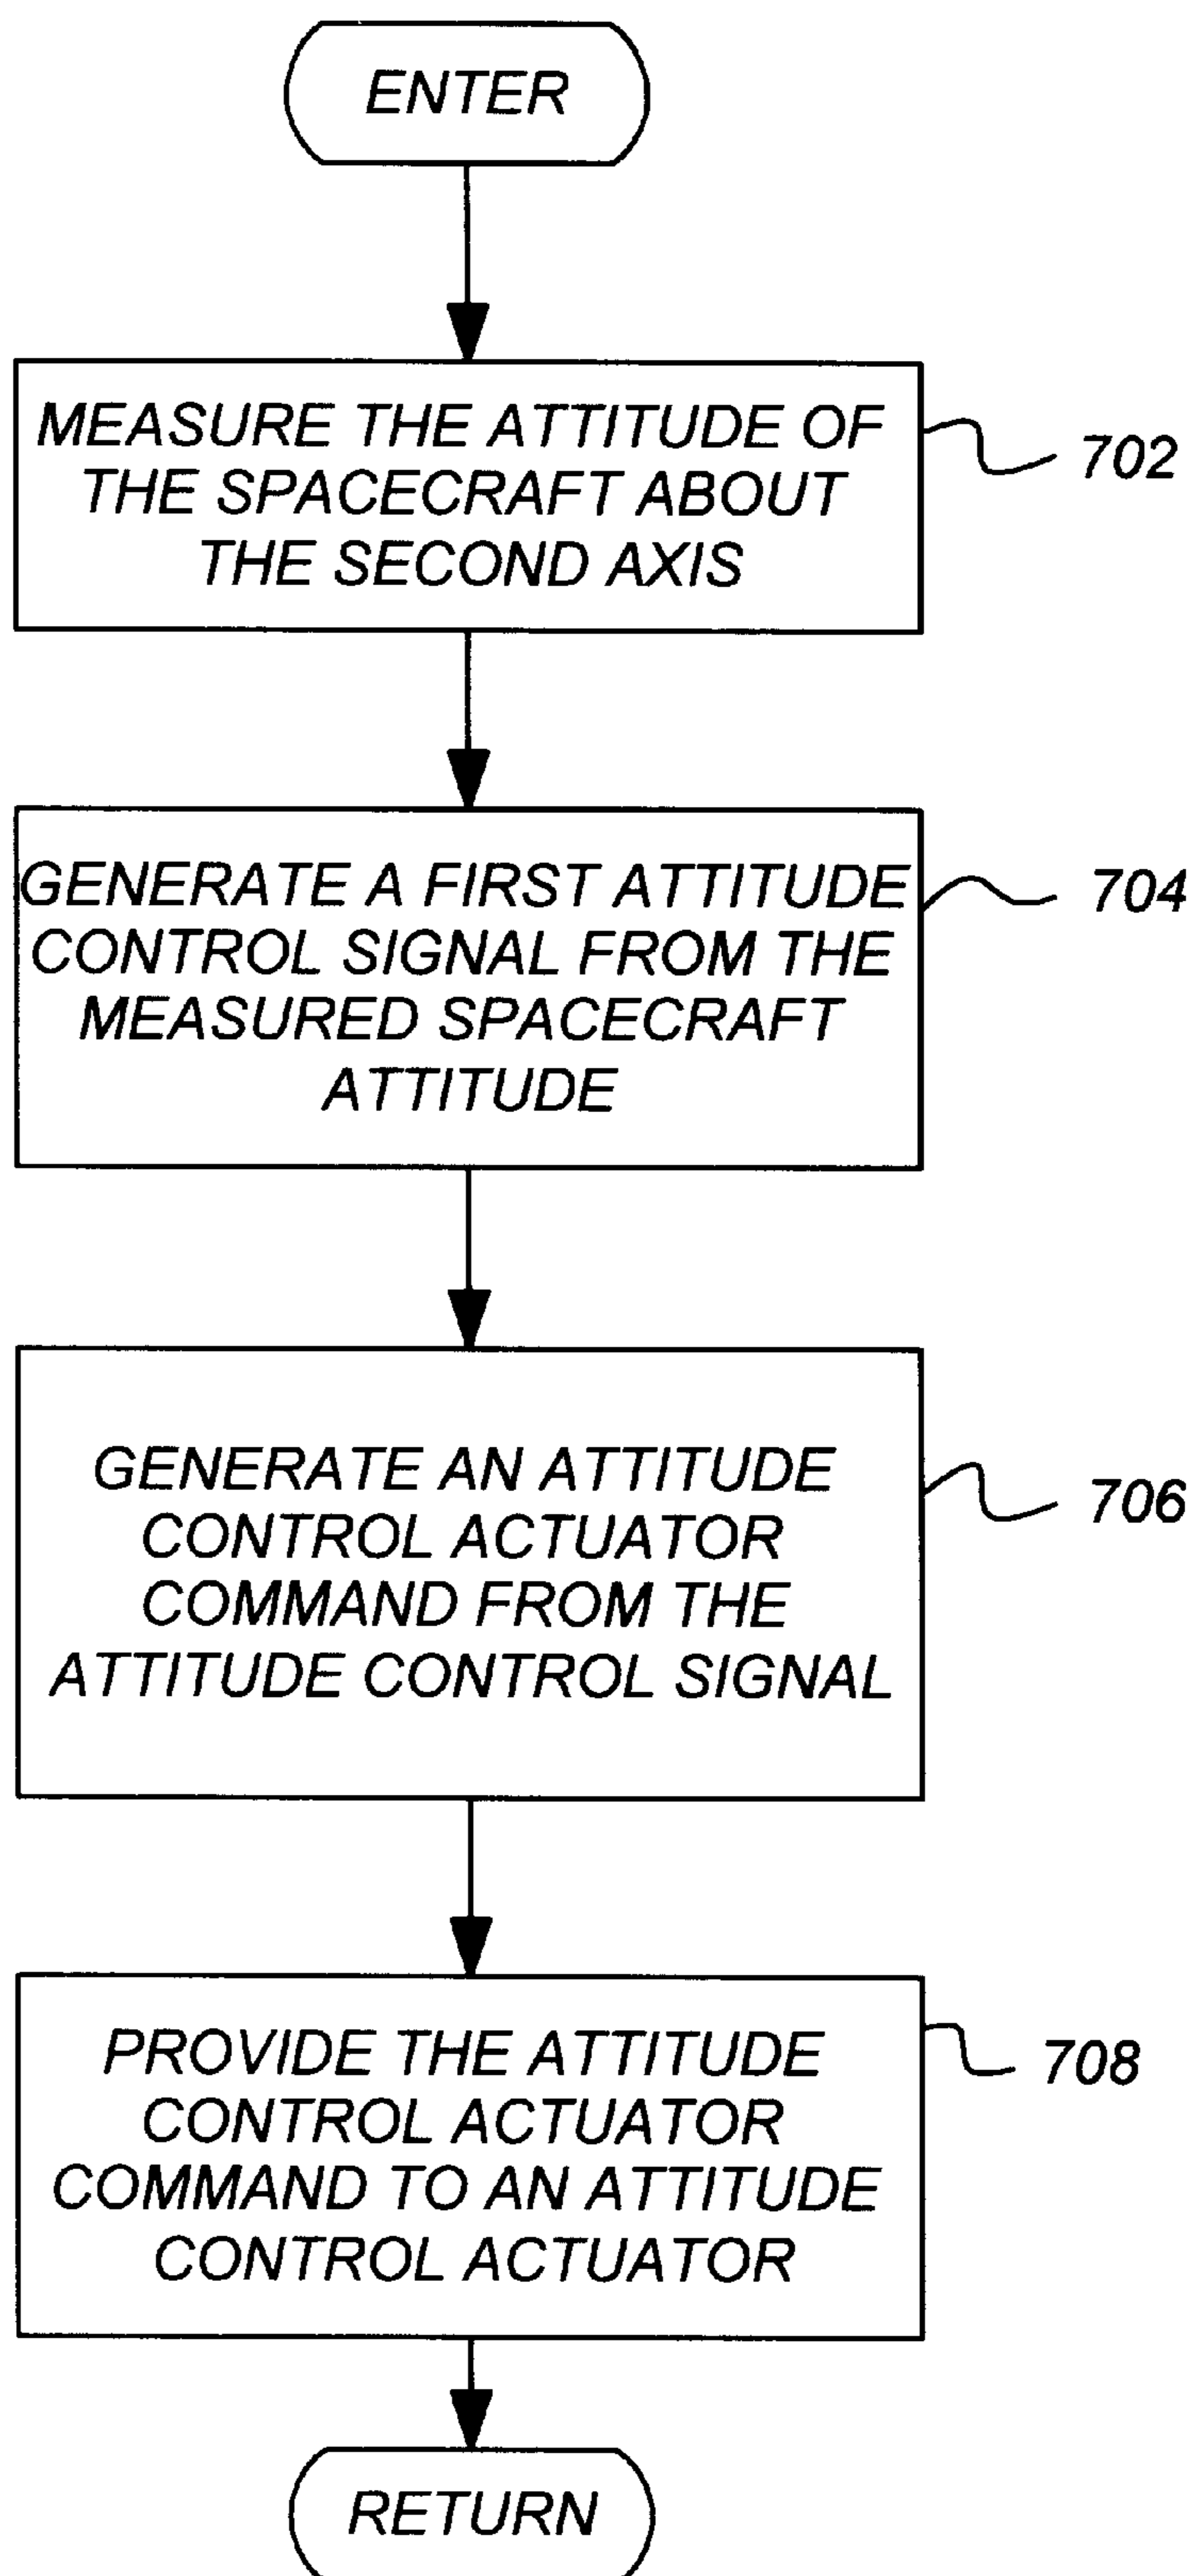 ENTER
MEASURE THE ATTITUDE OF
THE SPACECRAFT ABOUT
THE SECOND AXIS
702
GENERATE A FIRST ATTITUDE
CONTROL SIGNAL FROM THE
MEASURED SPACECRAFT
ATTITUDE
704
GENERATE AN ATTITUDE
CONTROL ACTUATOR
COMMAND FROM THE
ATTITUDE CONTROL SIGNAL
706
PROVIDE THE ATTITUDE
CONTROL ACTUATOR
COMMAND TO AN ATTITUDE
CONTROL ACTUATOR
708
RETURN